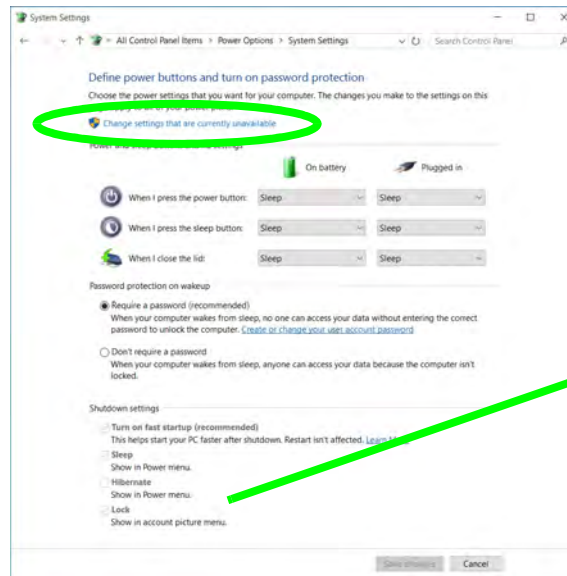 System Settings
All Control Panel Items > Power Options > System Settings
Search Control Panel
Define power buttons and turn on password protection
Choose the power settings that you want for your computer. The changes you make to the settings on this
Change settings that are currently unavailable
On battery
Plugged in
When I press the power button: Sleep Sleep
When I press the sleep button: Sleep Sleep
When I close the lid: Sleep Sleep
Password protection on wakeup
Require a password (recommended)
When your computer wakes from sleep, no one can access your data without entering the correct
password to unlock the computer. Create or change your user account password
Don't require a password
When your computer wakes from sleep, anyone can access your data because the computer isn't
locked.
Shutdown settings
Turn on fast startup (recommended)
This helps start your PC faster after shutdown. Restart isn't affected. Learn
Sleep
Show in Power menu.
Hibernate
Show in Power menu.
Lock
Show in account picture menu.
Save changes Cancel